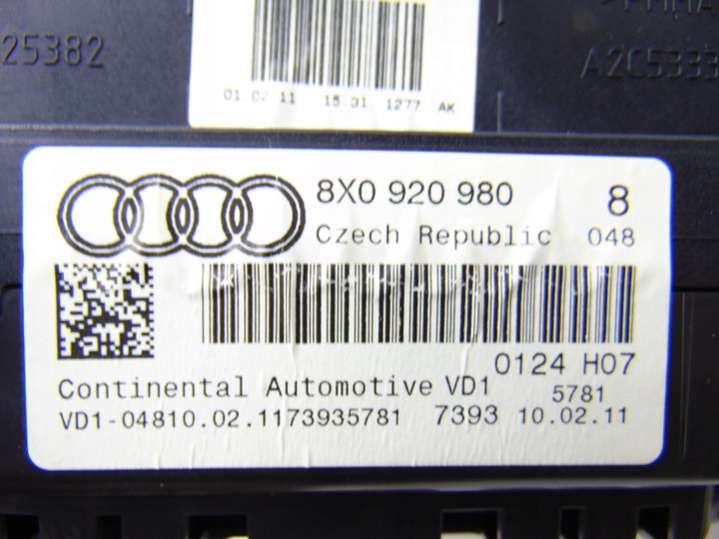 25382
A2C5333
01.02.11 15.31 1277 AK
8X0 920 980 8
Czech Republic 048
0124 H07
Continental Automotive VD1 5781
VD1-04810.02.1173935781 7393 10.02.11